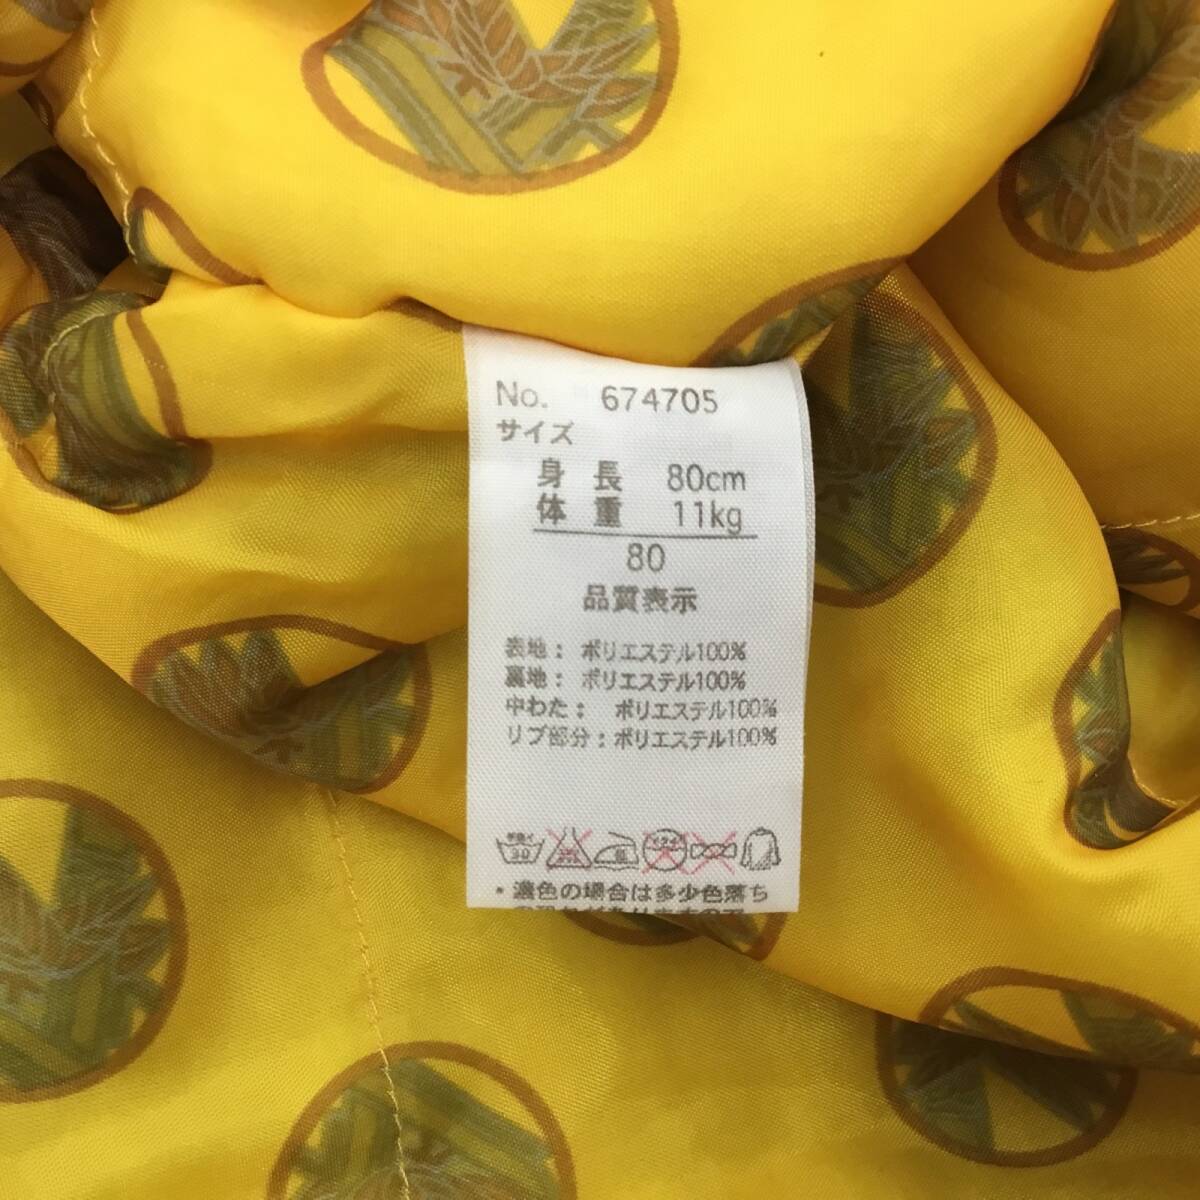 No. 674705
サイズ
身長 80cm
体重 11kg
80
品質表示
表地: ポリエステル100%
裏地: ポリエステル100%
中わた: ポリエステル100%
リブ部分: ポリエステル100%
30
・濃色の場合は多少色落ち